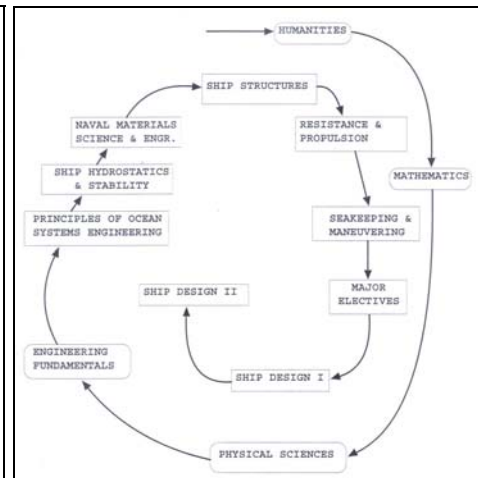 HUMANITIES
SHIP STRUCTURES
NAVAL MATERIALS
SCIENCE & ENGR.
RESISTANCE &
PROPULSION
SHIP HYDROSTATICS
& STABILITY
MATHEMATICS
PRINCIPLES OF OCEAN
SYSTEMS ENGINEERING
SEAKEEPING &
MANEUVERING
SHIP DESIGN II
MAJOR
ELECTIVES
ENGINEERING
FUNDAMENTALS
SHIP DESIGN I
PHYSICAL SCIENCES